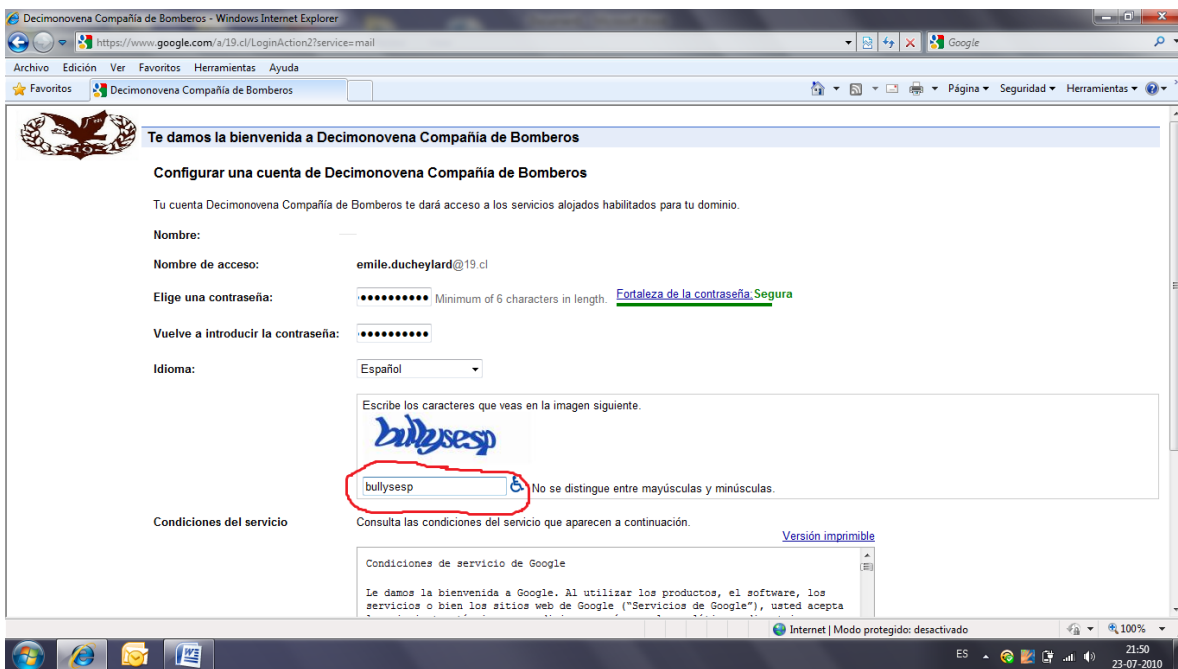 Decimonovena Compañía de Bomberos - Windows Internet Explorer
https://www.google.com/a/19.cl/LoginAction2?service=mail
Google
Archivo Edición Ver Favoritos Herramientas Ayuda
Favoritos Decimonovena Compañía de Bomberos Página Seguridad Herramientas
19
Te damos la bienvenida a Decimonovena Compañía de Bomberos
Configurar una cuenta de Decimonovena Compañía de Bomberos
Tu cuenta Decimonovena Compañía de Bomberos te dará acceso a los servicios alojados habilitados para tu dominio.
Nombre:
Nombre de acceso: emile.ducheylard@19.cl
Elige una contraseña: Minimum of 6 characters in length. Fortaleza de la contraseña: Segura
Vuelve a introducir la contraseña:
Idioma: Español
Escribe los caracteres que veas en la imagen siguiente.
bullysesp
bullysesp No se distingue entre mayúsculas y minúsculas.
Condiciones del servicio Consulta las condiciones del servicio que aparecen a continuación.
Versión imprimible
Condiciones de servicio de Google
Le damos la bienvenida a Google. Al utilizar los productos, el software, los
servicios o bien los sitios web de Google ("Servicios de Google"), usted acepta
Internet | Modo protegido: desactivado 100%
ES 21:50
23-07-2010